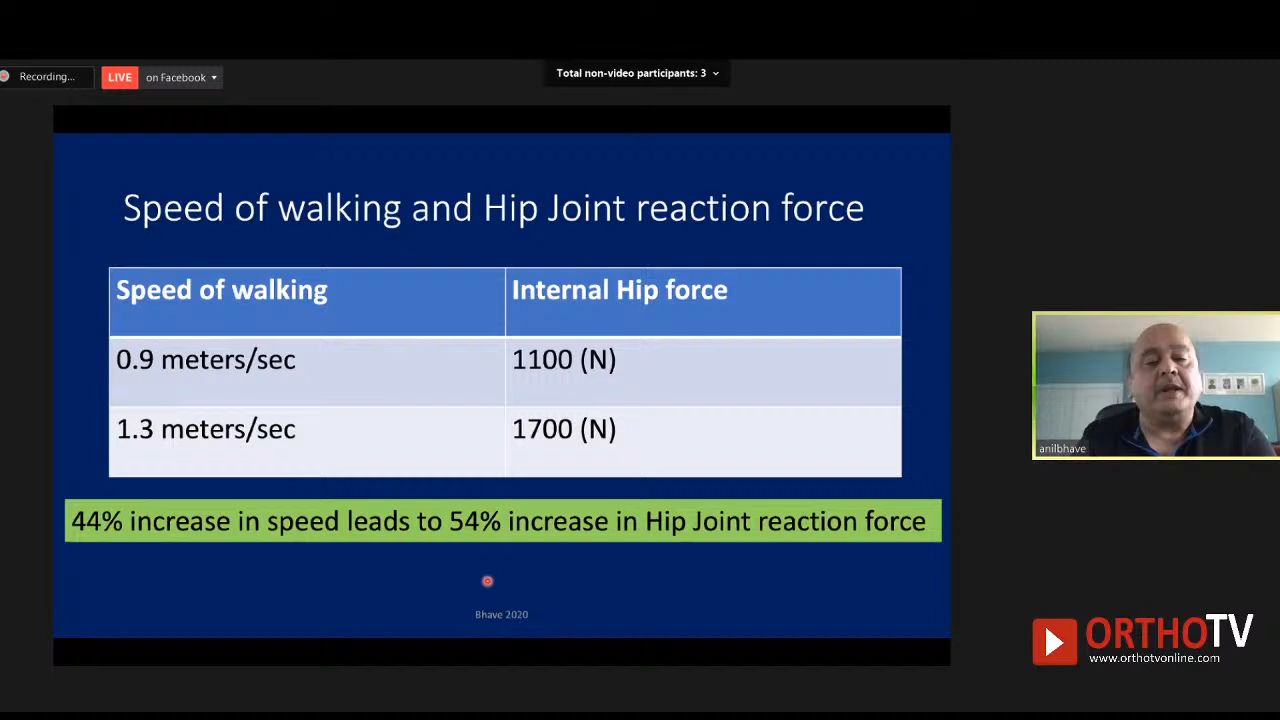 Recording...
LIVE on Facebook
Total non-video participants: 3
Speed of walking and Hip Joint reaction force
Speed of walking Internal Hip force
0.9 meters/sec 1100 (N)
1.3 meters/sec 1700 (N)
44% increase in speed leads to 54% increase in Hip Joint reaction force
Bhave 2020
anilbhave
ORTHOTV
www.orthotvonline.com